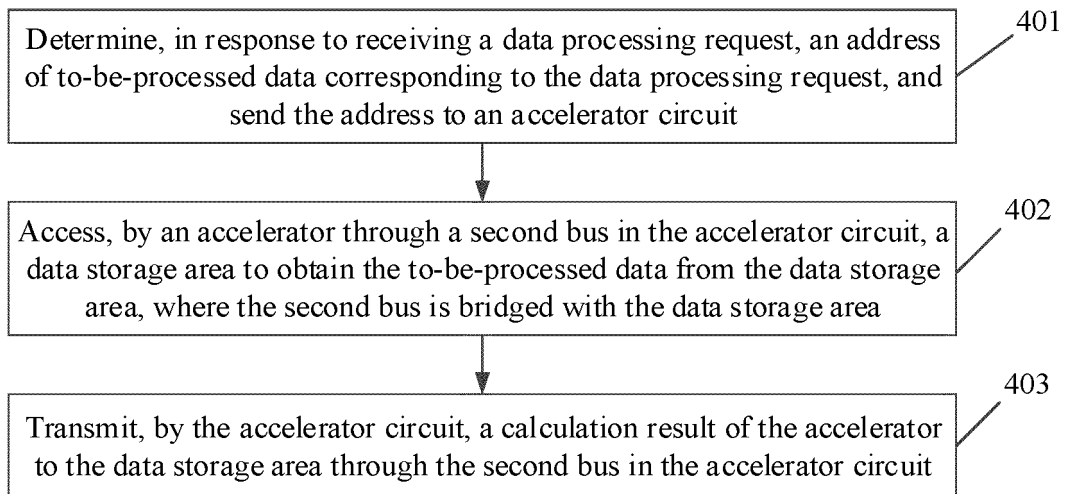 Determine, in response to receiving a data processing request, an address
of to-be-processed data corresponding to the data processing request, and
send the address to an accelerator circuit
401
Access, by an accelerator through a second bus in the accelerator circuit, a
data storage area to obtain the to-be-processed data from the data storage
area, where the second bus is bridged with the data storage area
402
Transmit, by the accelerator circuit, a calculation result of the accelerator
to the data storage area through the second bus in the accelerator circuit
403